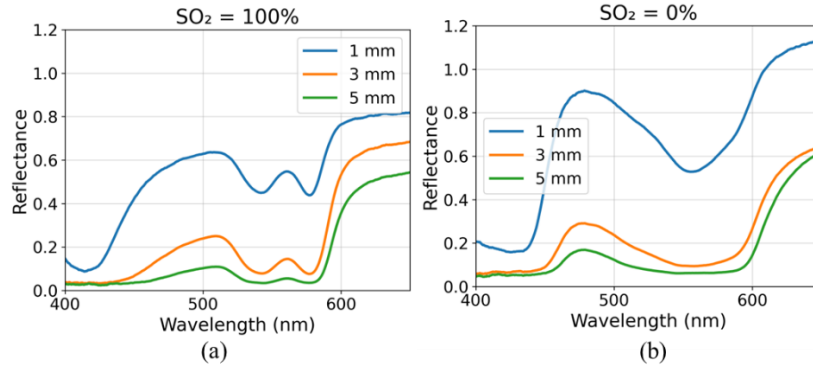 SO₂ = 100%
1.2
1.0
0.8
0.6
0.4
0.2
0.0
Reflectance
1 mm
3 mm
5 mm
400
500
600
Wavelength (nm)
(a)
SO₂ = 0%
1.2
1.0
0.8
0.6
0.4
0.2
0.0
Reflectance
1 mm
3 mm
5 mm
400
500
600
Wavelength (nm)
(b)